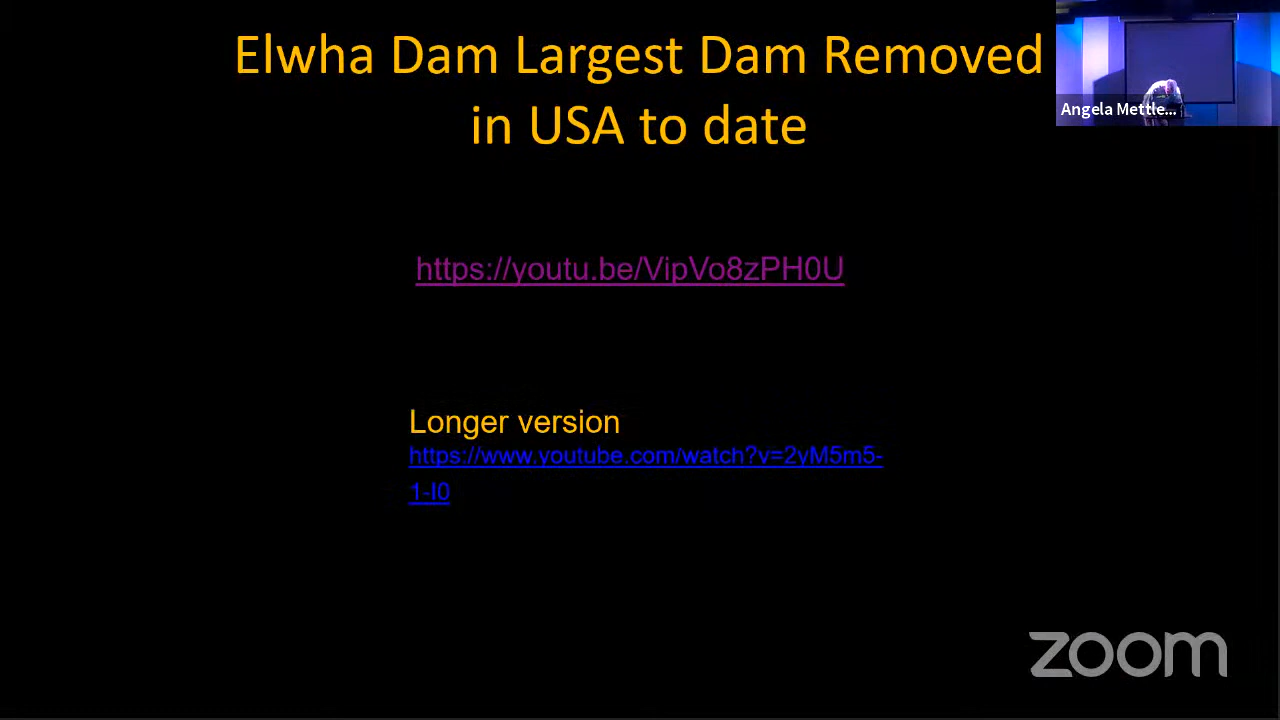 Elwha Dam Largest Dam Removed
in USA to date
Angela Mettle...
https://youtu.be/VipVo8zPH0U
Longer version
https://www.youtube.com/watch?v=2yM5m5-
1-I0
zoom